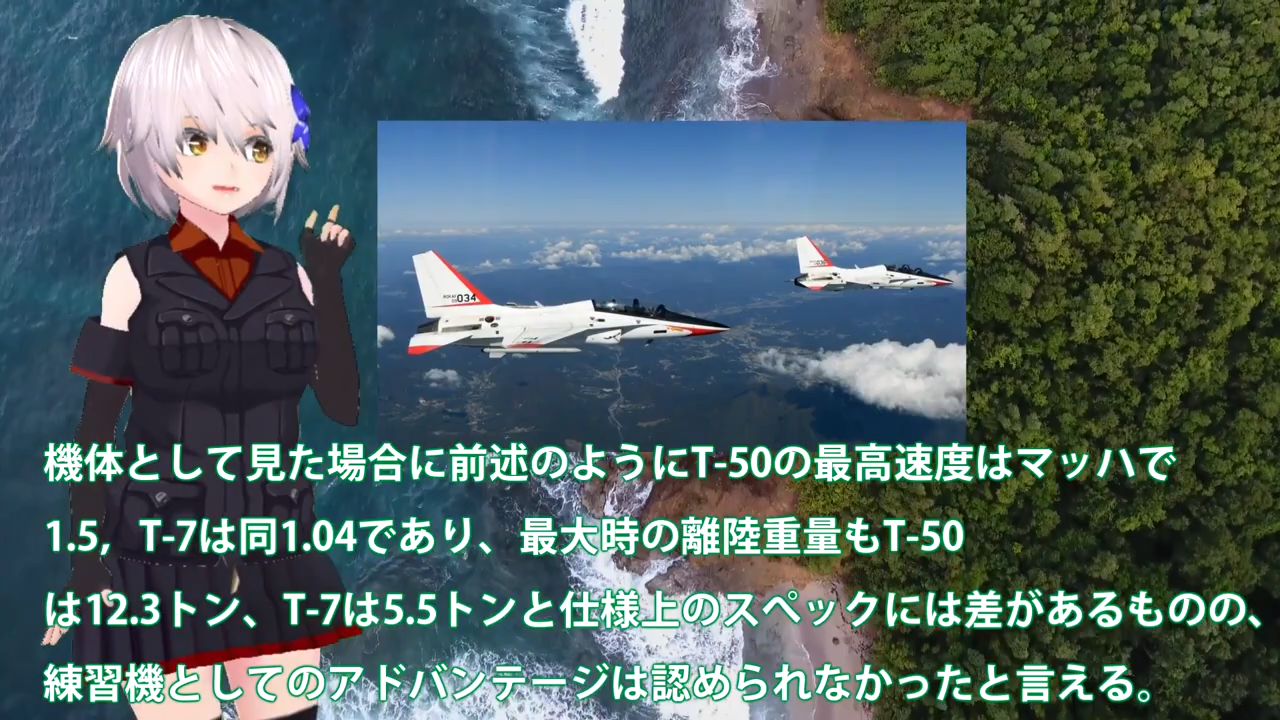 034
機体として見た場合に前述のようにT-50の最高速度はマッハで
1.5, T-7は同1.04であり、最大時の離陸重量もT-50
は12.3トン、T-7は5.5トンと仕様上のスペックには差があるものの、
練習機としてのアドバンテージは認められなかったと言える。